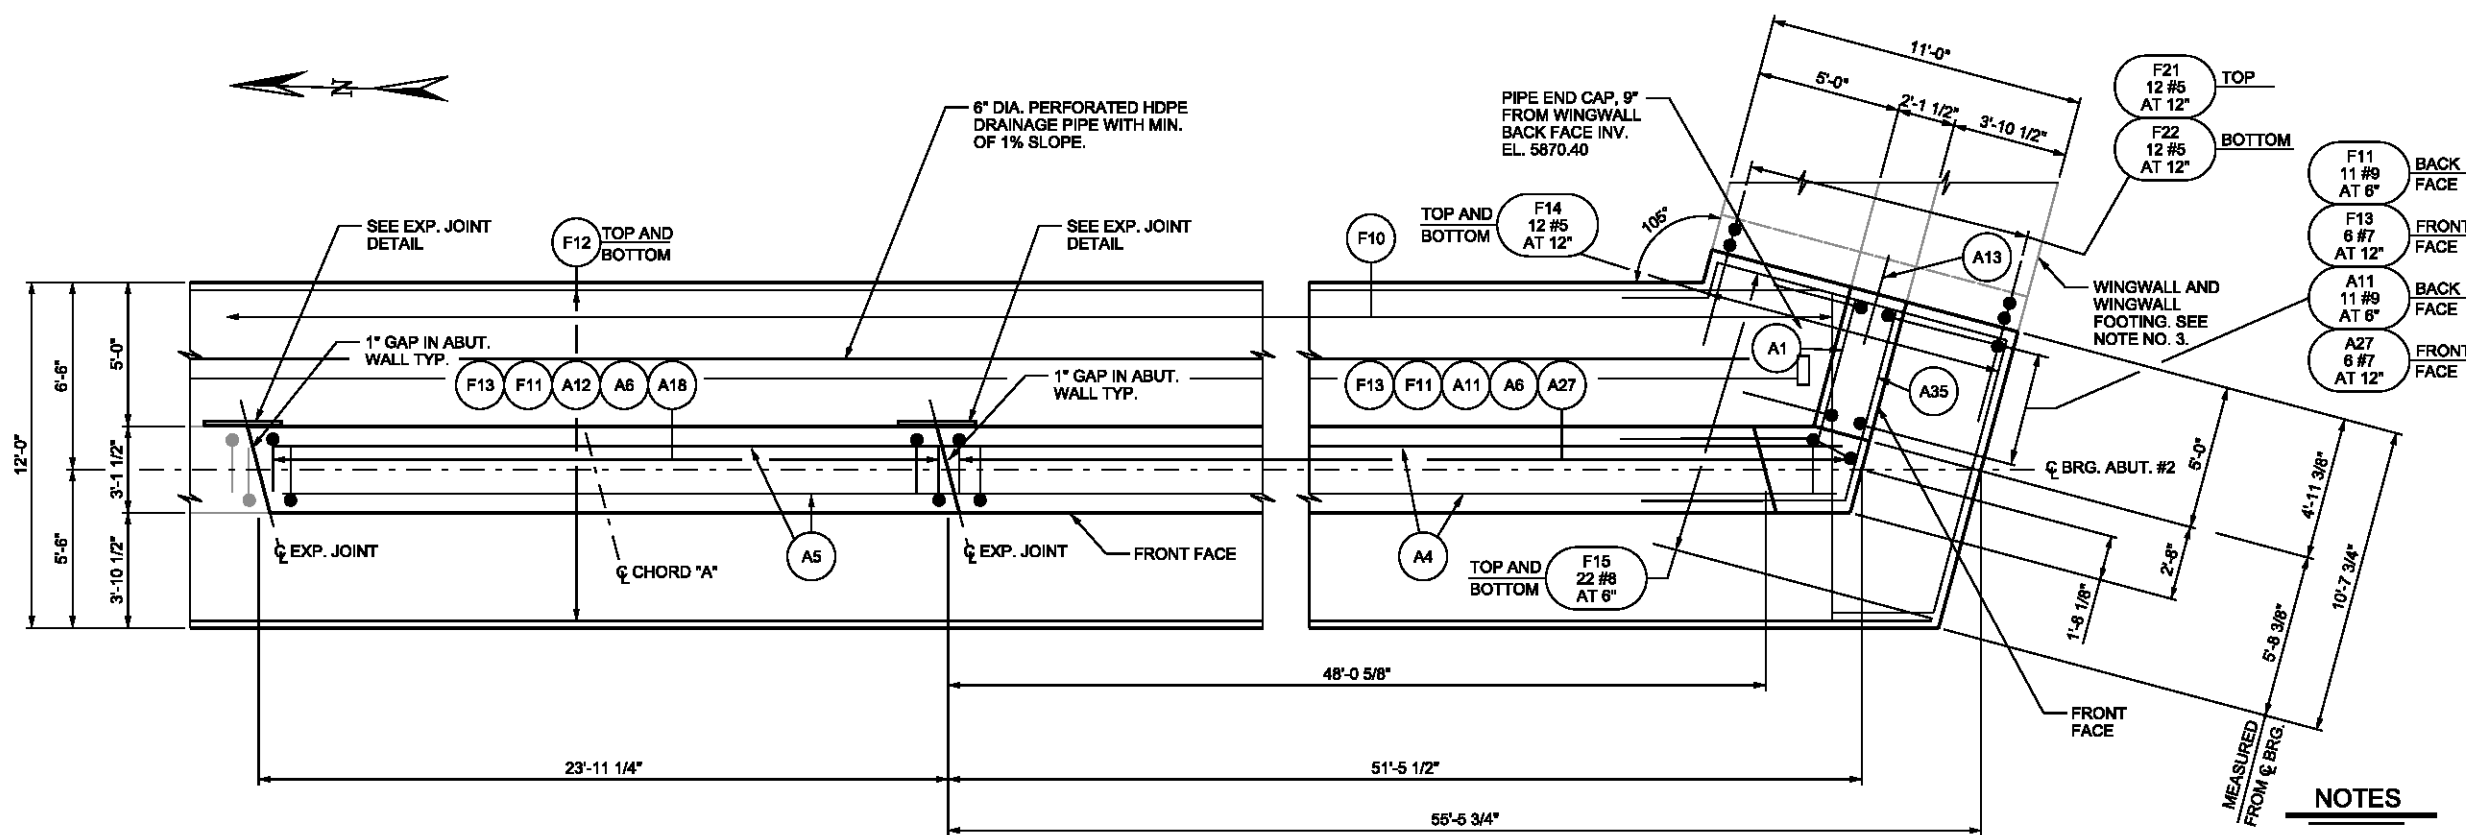 N
6" DIA. PERFORATED HDPE
DRAINAGE PIPE WITH MIN.
OF 1% SLOPE.
PIPE END CAP, 9"
FROM WINGWALL
BACK FACE INV.
EL. 5870.40
11'-0"
5'-0"
2'-1 1/2"
3'-10 1/2"
F21
12 #5
AT 12"
TOP
F22
12 #5
AT 12"
BOTTOM
F11
11 #9
AT 6"
BACK
FACE
F13
6 #7
AT 12"
FRONT
FACE
A11
11 #9
AT 6"
BACK
FACE
A27
6 #7
AT 12"
FRONT
FACE
SEE EXP. JOINT
DETAIL
F12
TOP AND
BOTTOM
SEE EXP. JOINT
DETAIL
F10
TOP AND
BOTTOM
F14
12 #5
AT 12"
105°
A13
WINGWALL AND
WINGWALL
FOOTING. SEE
NOTE NO. 3.
12'-0"
6'-6"
5'-6"
5'-0"
3'-1 1/2"
3'-10 1/2"
1" GAP IN ABUT.
WALL TYP.
F13
F11
A12
A6
A18
1" GAP IN ABUT.
WALL TYP.
F13
F11
A11
A6
A27
A1
A35
℄ BRG. ABUT. #2
℄ EXP. JOINT
℄ CHORD "A"
A5
℄ EXP. JOINT
FRONT FACE
A4
TOP AND
BOTTOM
F15
22 #8
AT 6"
5'-0"
4'-11 3/8"
2'-8"
1'-8 1/8"
5'-8 3/8"
10'-7 3/4"
FRONT
FACE
MEASURED
FROM ℄ BRG.
48'-0 5/8"
23'-11 1/4"
51'-5 1/2"
55'-5 3/4"
NOTES